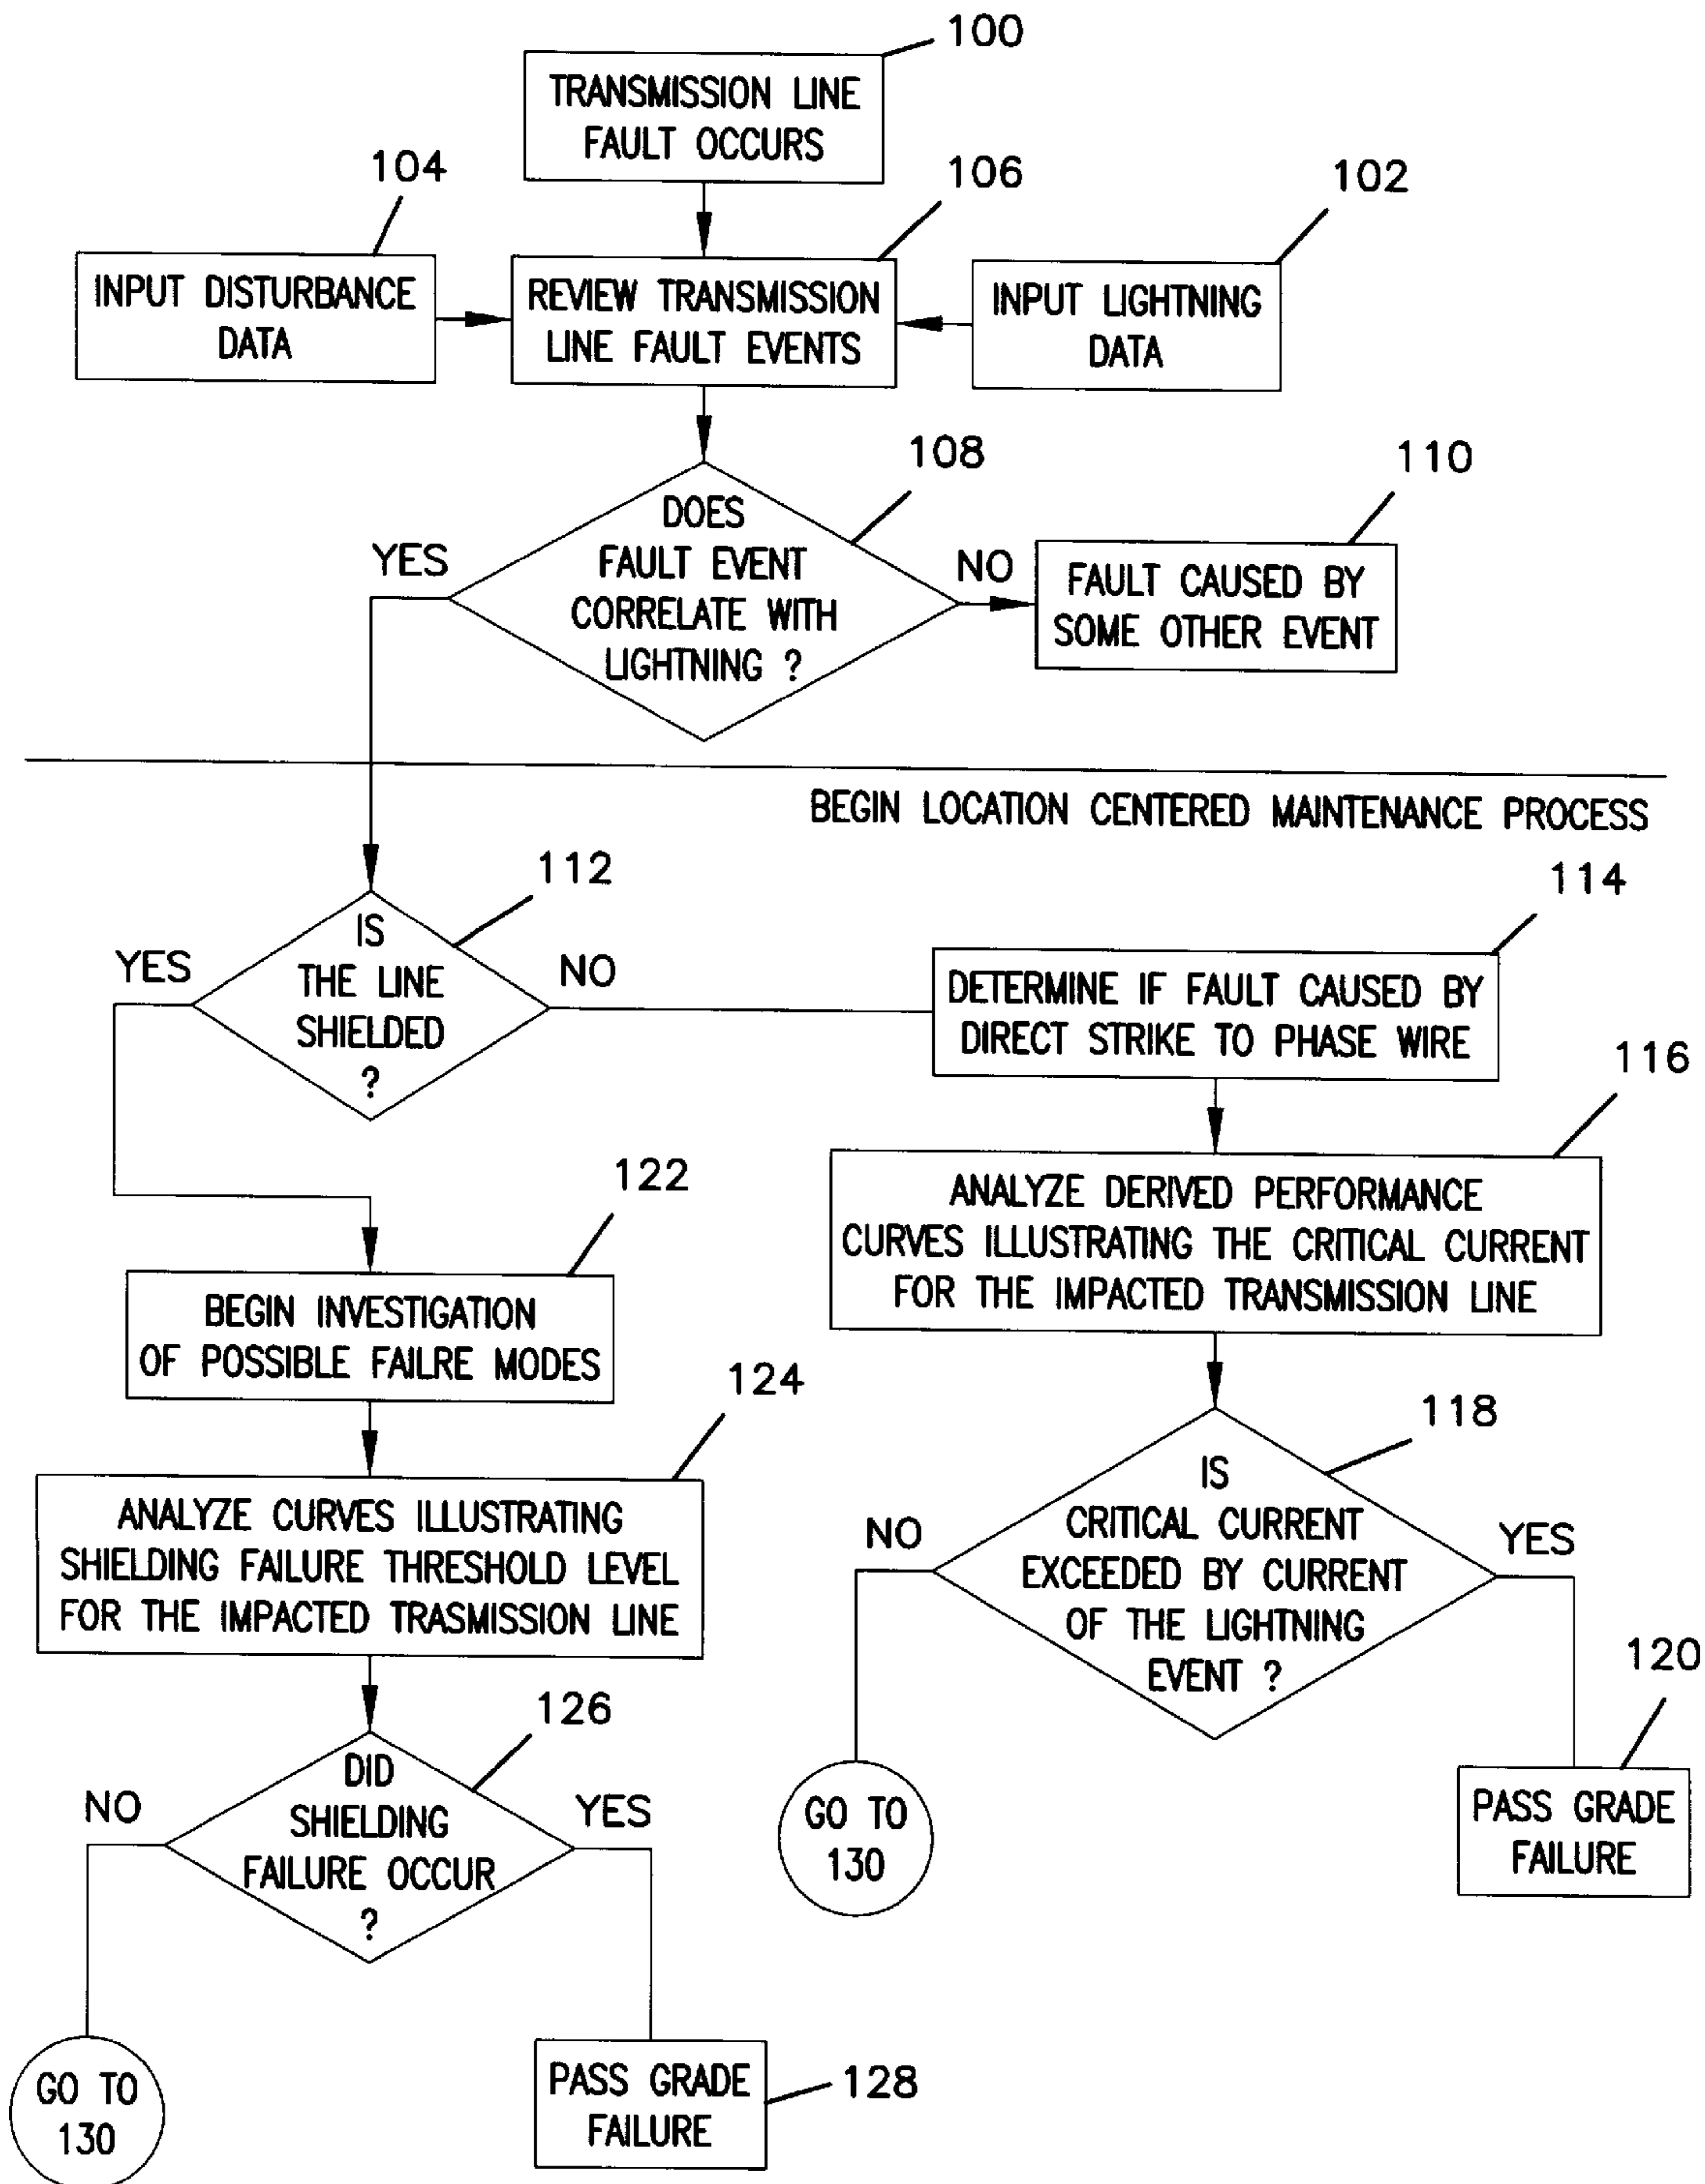 100
TRANSMISSION LINE
FAULT OCCURS
104
106
102
INPUT DISTURBANCE
DATA
REVIEW TRANSMISSION
LINE FAULT EVENTS
INPUT LIGHTNING
DATA
108
110
YES
DOES
FAULT EVENT
CORRELATE WITH
LIGHTNING ?
NO
FAULT CAUSED BY
SOME OTHER EVENT
BEGIN LOCATION CENTERED MAINTENANCE PROCESS
112
114
YES
IS
THE LINE
SHIELDED
?
NO
DETERMINE IF FAULT CAUSED BY
DIRECT STRIKE TO PHASE WIRE
116
122
ANALYZE DERIVED PERFORMANCE
CURVES ILLUSTRATING THE CRITICAL CURRENT
FOR THE IMPACTED TRANSMISSION LINE
BEGIN INVESTIGATION
OF POSSIBLE FAILRE MODES
124
118
ANALYZE CURVES ILLUSTRATING
SHIELDING FAILURE THRESHOLD LEVEL
FOR THE IMPACTED TRASMISSION LINE
NO
IS
CRITICAL CURRENT
EXCEEDED BY CURRENT
OF THE LIGHTNING
EVENT ?
YES
120
126
NO
DID
SHIELDING
FAILURE OCCUR
?
YES
GO TO
130
PASS GRADE
FAILURE
GO TO
130
PASS GRADE
FAILURE
128